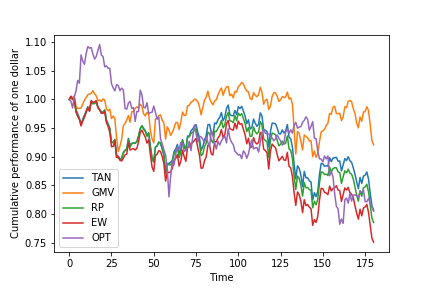 Cumulative perfomance of one dollar
1.10
1.05
1.00
0.95
0.90
0.85
0.80
0.75
TAN
GMV
RP
EW
OPT
0 25 50 75 100 125 150 175
Time